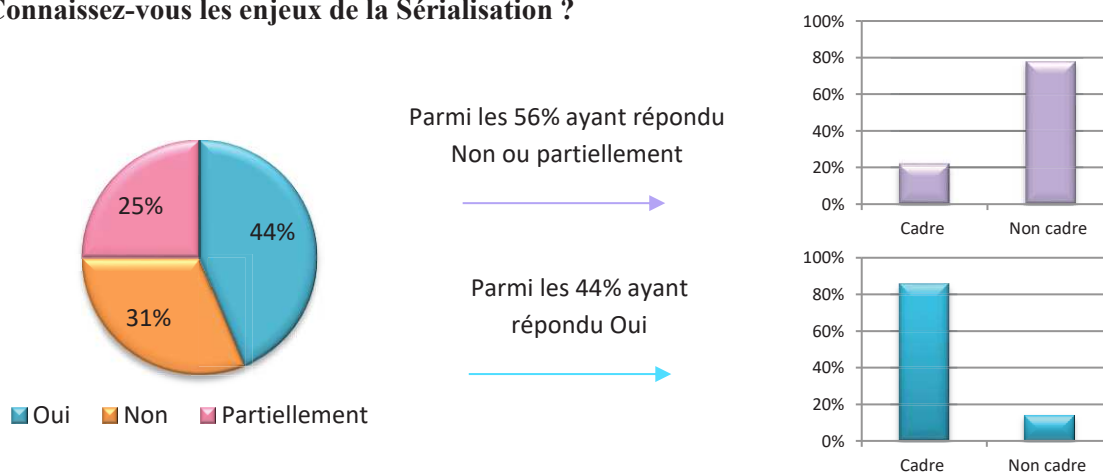 Connaissez-vous les enjeux de la Sérialisation ?
25%
44%
31%
Oui Non Partiellement
Parmi les 56% ayant répondu
Non ou partiellement
Parmi les 44% ayant
répondu Oui
100%
80%
60%
40%
20%
0%
Cadre Non cadre
100%
80%
60%
40%
20%
0%
Cadre Non cadre